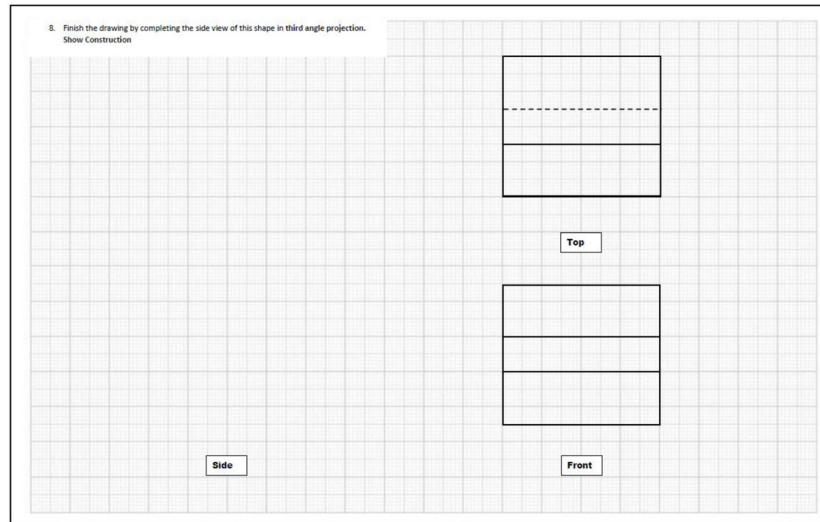 8. Finish the drawing by completing the side view of this shape in third angle projection.
Show Construction
Top
Side
Front